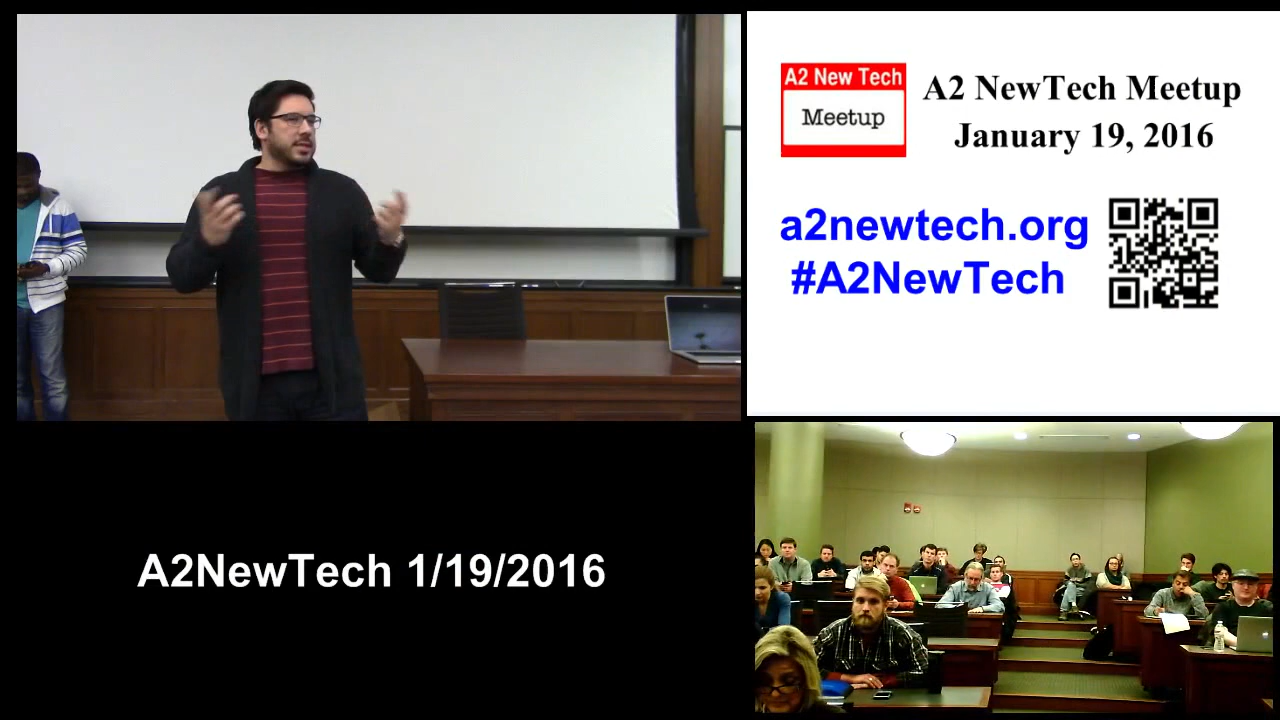 A2 New Tech
Meetup
A2 NewTech Meetup
January 19, 2016
a2newtech.org
#A2NewTech
A2NewTech 1/19/2016